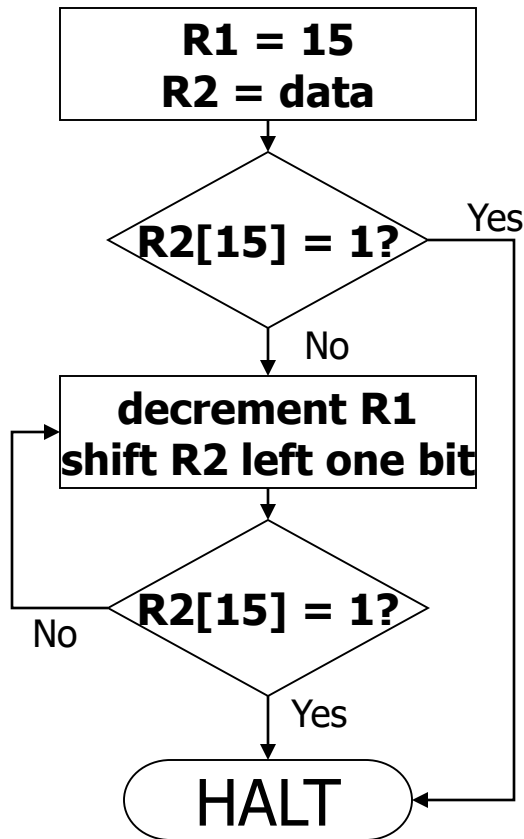 R1 = 15
R2 = data
R2[15] = 1?
Yes
No
decrement R1
shift R2 left one bit
R2[15] = 1?
No
Yes
HALT